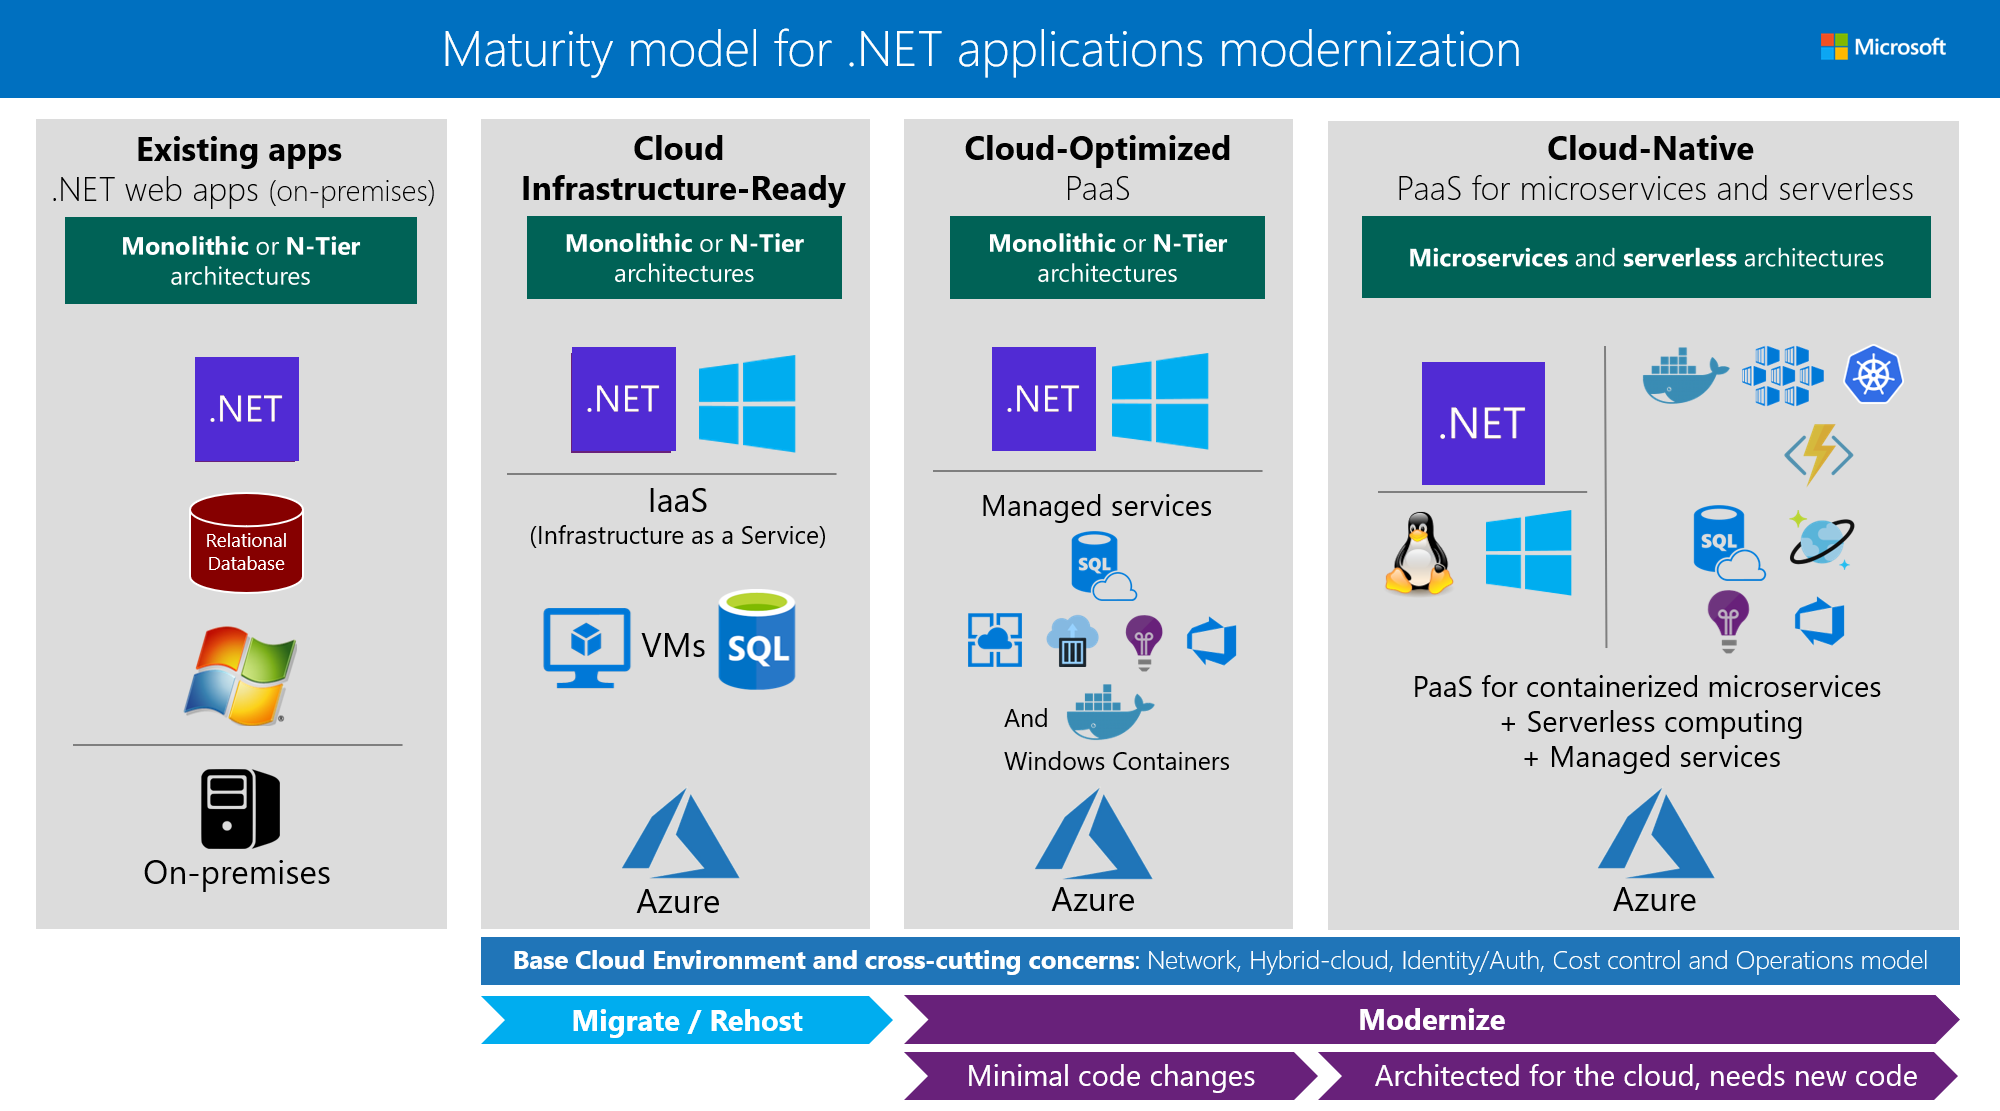 Maturity model for .NET applications modernization
Microsoft
Existing apps
.NET web apps (on-premises)
Monolithic or N-Tier
architectures
.NET
Relational
Database
®
On-premises
Cloud
Infrastructure-Ready
Monolithic or N-Tier
architectures
.NET
IaaS
(Infrastructure as a Service)
VMs
SQL
Azure
Cloud-Optimized
PaaS
Monolithic or N-Tier
architectures
.NET
Managed services
SQL
And
Windows Containers
Azure
Cloud-Native
PaaS for microservices and serverless
Microservices and serverless architectures
.NET
SQL
PaaS for containerized microservices
+ Serverless computing
+ Managed services
Azure
Base Cloud Environment and cross-cutting concerns: Network, Hybrid-cloud, Identity/Auth, Cost control and Operations model
Migrate / Rehost
Modernize
Minimal code changes
Architected for the cloud, needs new code